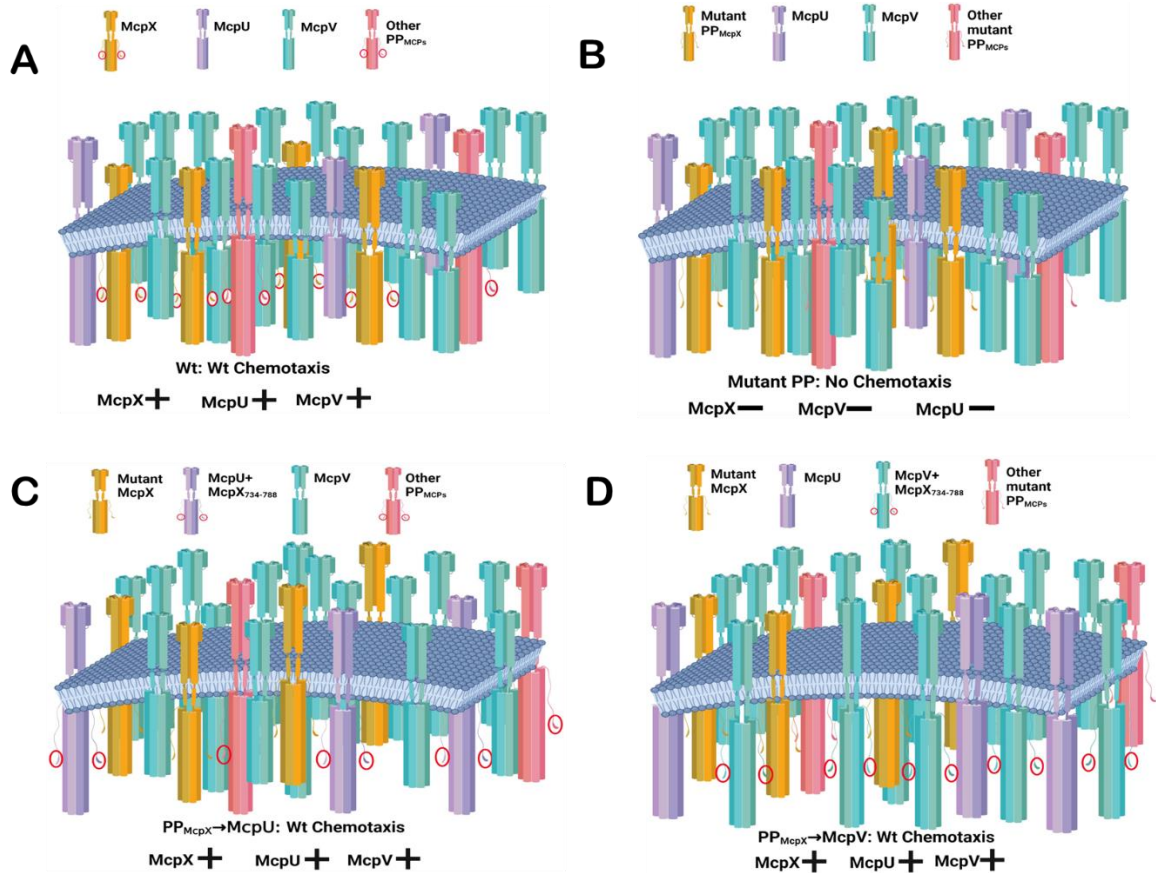 A
McpX
McpU
McpV
Other
PPMCPs
Wt: Wt Chemotaxis
McpX+ McpU+ McpV+
B
Mutant
PPMcpX
McpU
McpV
Other
mutant
PPMCPs
Mutant PP: No Chemotaxis
McpX— McpV— McpU—
C
Mutant
McpX
McpU+
McpX734-788
McpV
Other
PPMCPs
PPMcpX→McpU: Wt Chemotaxis
McpX+ McpU+ McpV+
D
Mutant
McpX
McpU
McpV+
McpX734-788
Other
mutant
PPMCPs
PPMcpX→McpV: Wt Chemotaxis
McpX+ McpU+ McpV+